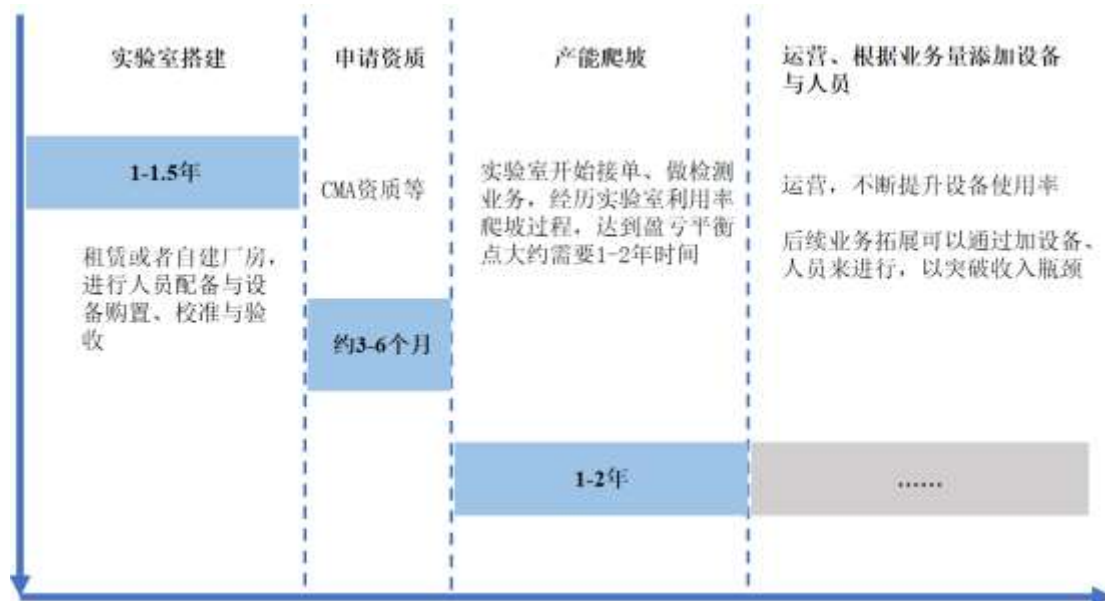 实验室搭建
申请资质
产能爬坡
运营、根据业务量添加设备
与人员
1-1.5年
租赁或者自建厂房，
进行人员配备与设
备购置、校准与验
收
CMA资质等
约3-6个月
实验室开始接单、做检测
业务，经历实验室利用率
爬坡过程，达到盈亏平衡
点大约需要1-2年时间
1-2年
运营，不断提升设备使用率
后续业务拓展可以通过加设备、
人员来进行，以突破收入瓶颈
......